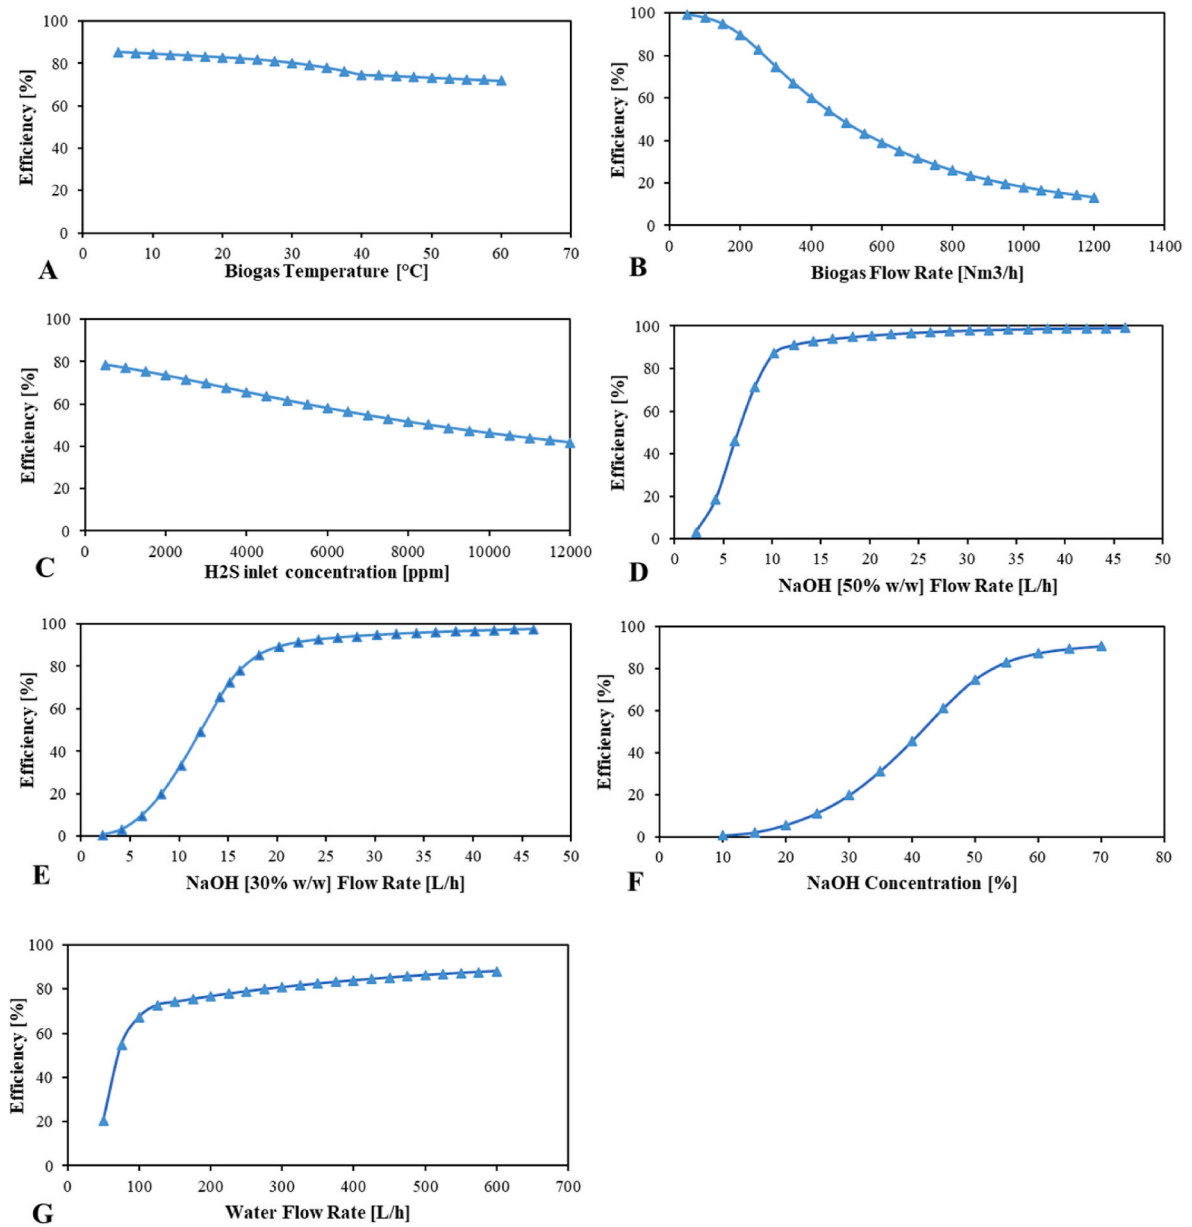 100
80
60
40
20
0
Efficiency [%]
0 10 20 30 40 50 60 70
Biogas Temperature [°C]
A
100
80
60
40
20
0
Efficiency [%]
0 200 400 600 800 1000 1200 1400
Biogas Flow Rate [Nm3/h]
B
100
80
60
40
20
0
Efficiency [%]
0 2000 4000 6000 8000 10000 12000
H2S inlet concentration [ppm]
C
100
80
60
40
20
0
Efficiency [%]
0 5 10 15 20 25 30 35 40 45 50
NaOH [50% w/w] Flow Rate [L/h]
D
100
80
60
40
20
0
Efficiency [%]
0 5 10 15 20 25 30 35 40 45 50
NaOH [30% w/w] Flow Rate [L/h]
E
100
80
60
40
20
0
Efficiency [%]
0 10 20 30 40 50 60 70 80
NaOH Concentration [%]
F
100
80
60
40
20
0
Efficiency [%]
0 100 200 300 400 500 600 700
Water Flow Rate [L/h]
G